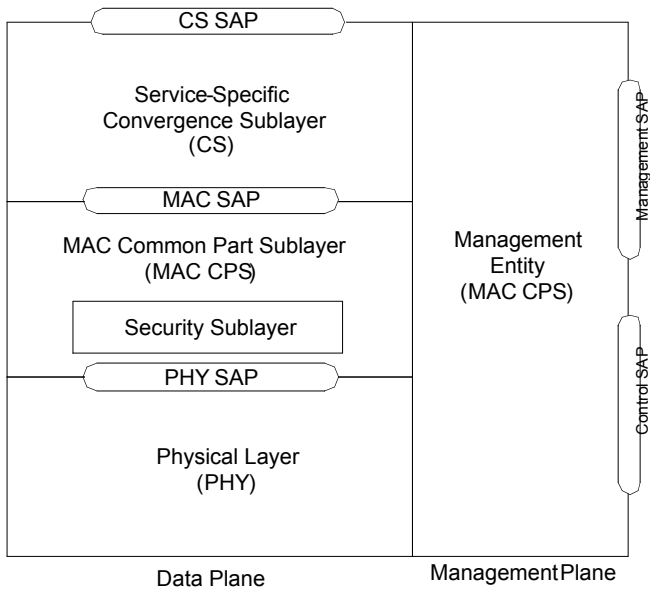 CS SAP
Service-Specific
Convergence Sublayer
(CS)
MAC SAP
MAC Common Part Sublayer
(MAC CPS)
Security Sublayer
PHY SAP
Physical Layer
(PHY)
Data Plane
Management
Entity
(MAC CPS)
Management SAP
Control SAP
Management Plane